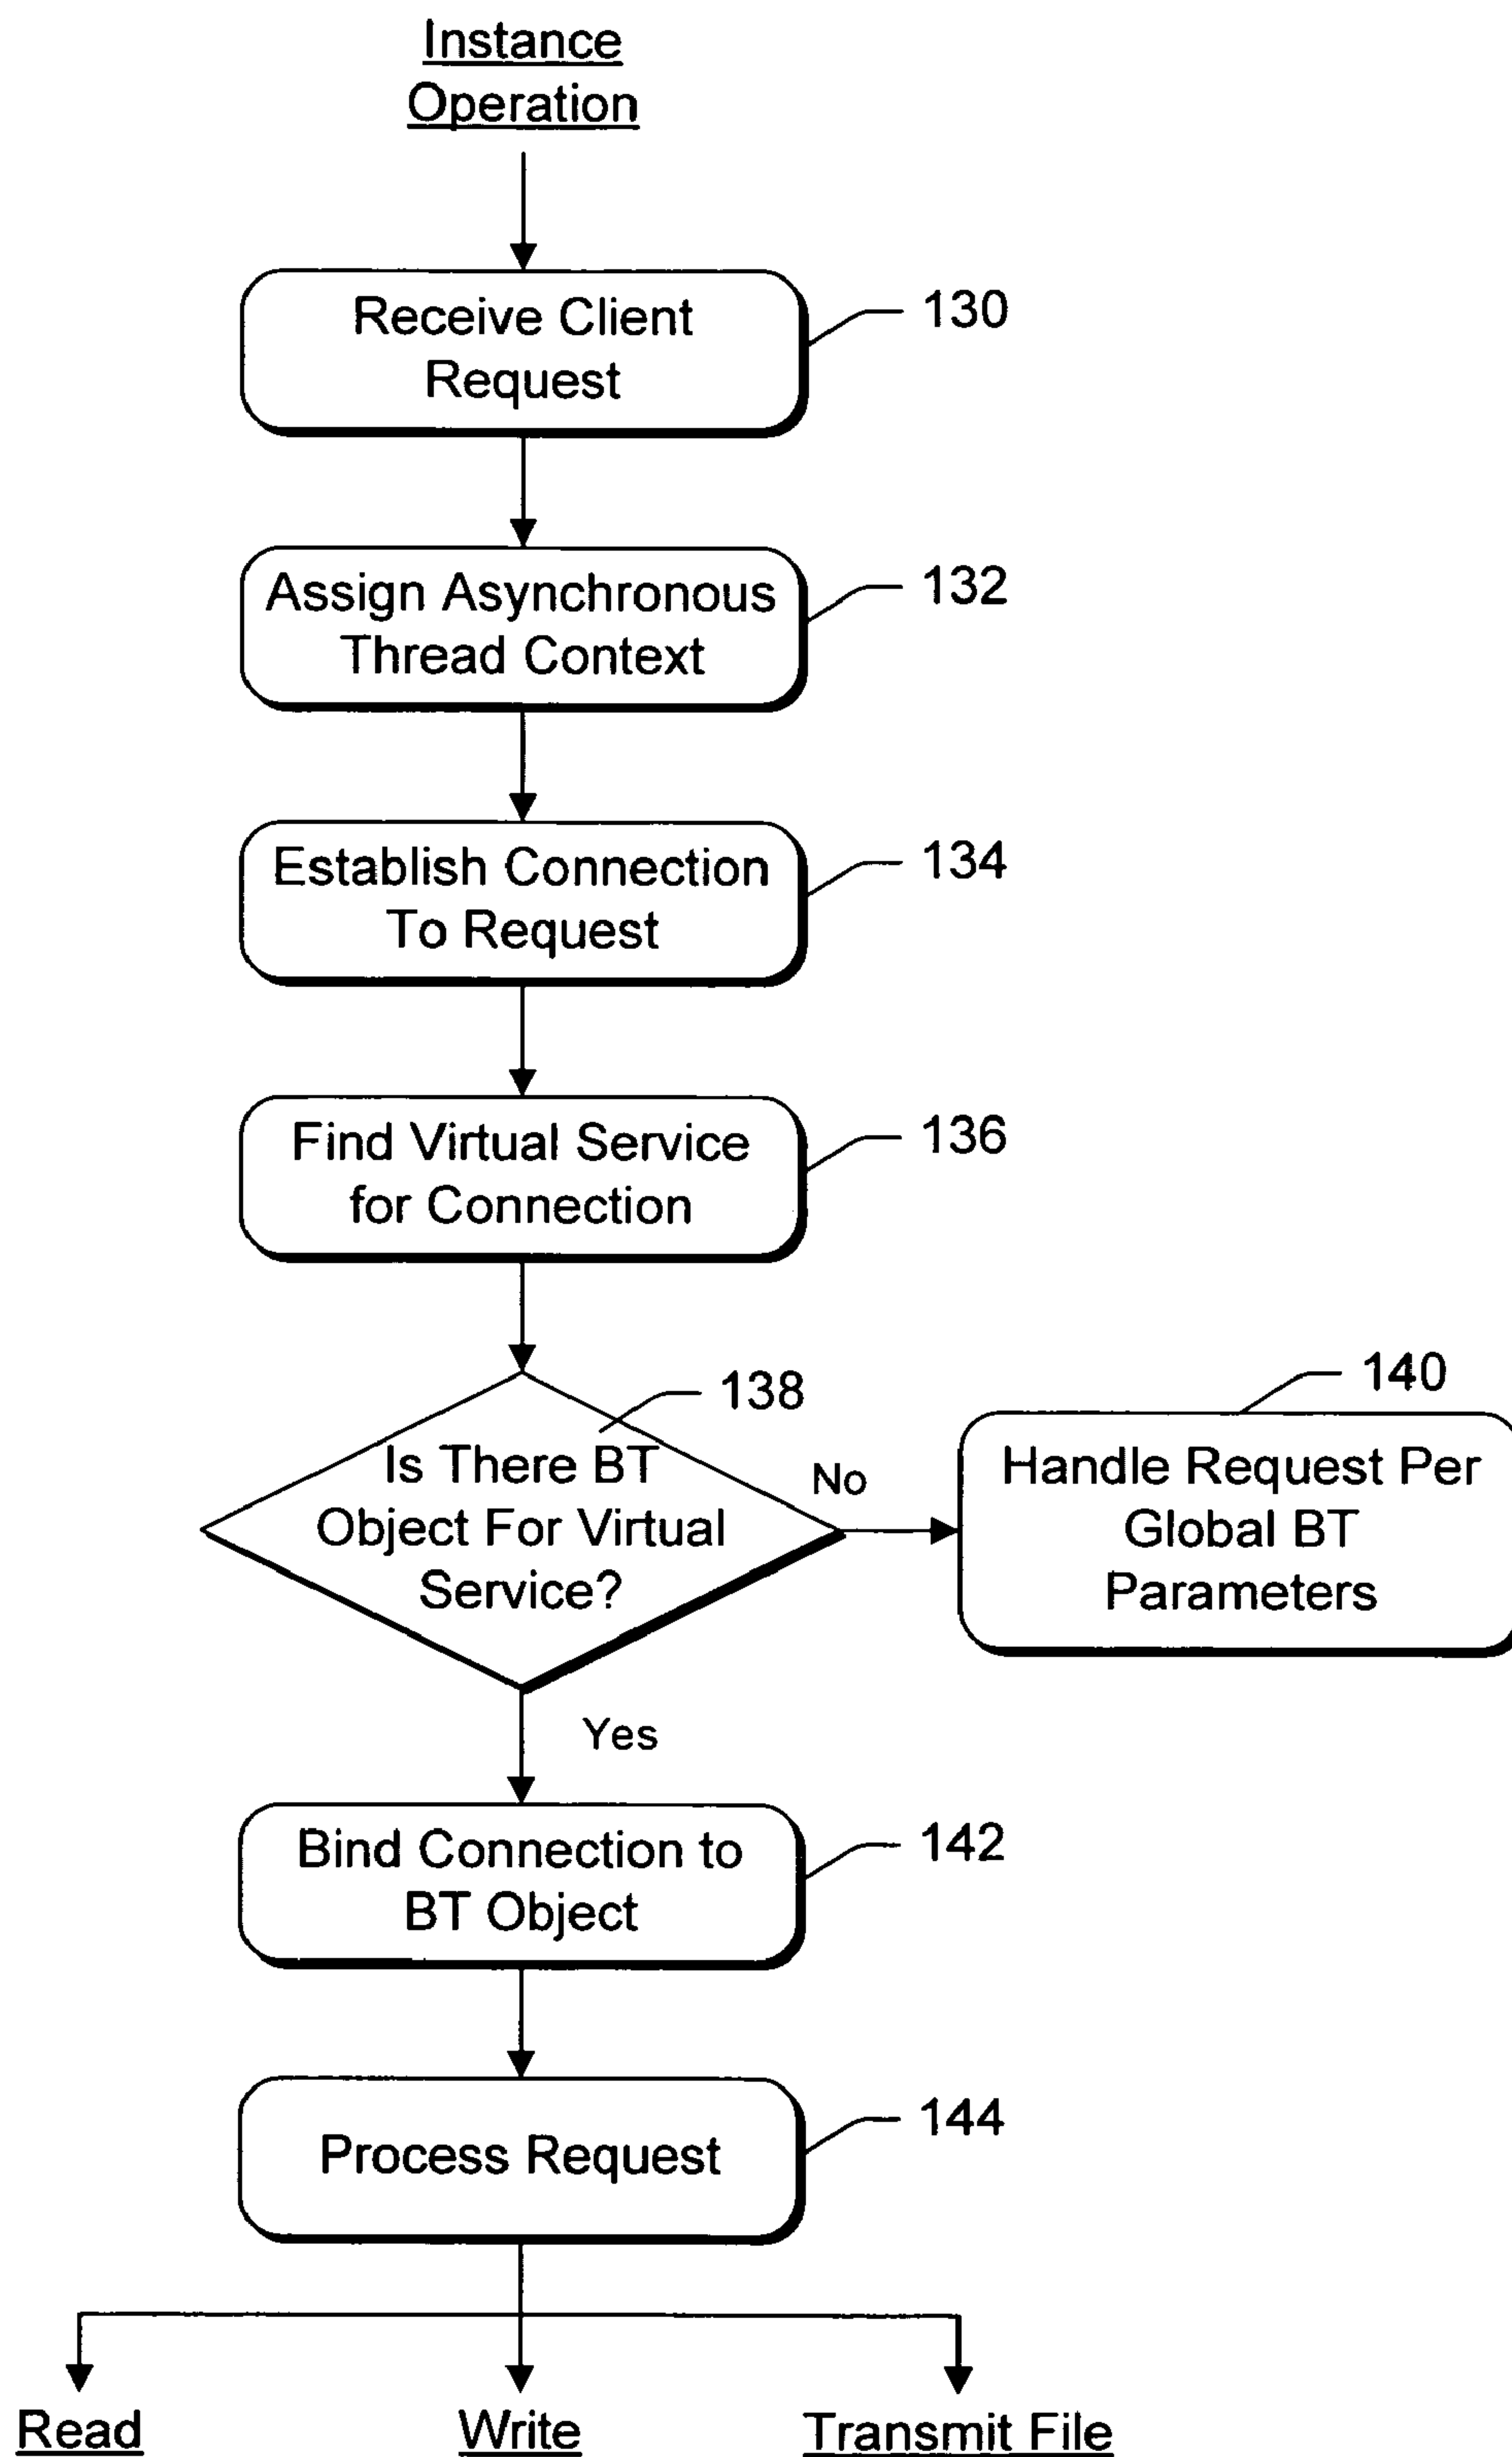 Instance
Operation
Receive Client
Request
130
Assign Asynchronous
Thread Context
132
Establish Connection
To Request
134
Find Virtual Service
for Connection
136
138
Is There BT
Object For Virtual
Service?
No
140
Handle Request Per
Global BT
Parameters
Yes
Bind Connection to
BT Object
142
Process Request
144
Read
Write
Transmit File